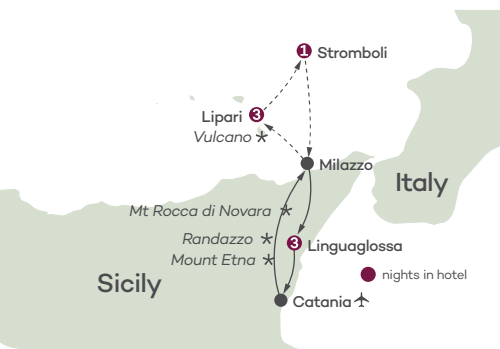 1 Stromboli
Lipari 3
Vulcano
Milazzo
Italy
Mt Rocca di Novara
Randazzo
3 Linguaglossa
Mount Etna
nights in hotel
Sicily
Catania